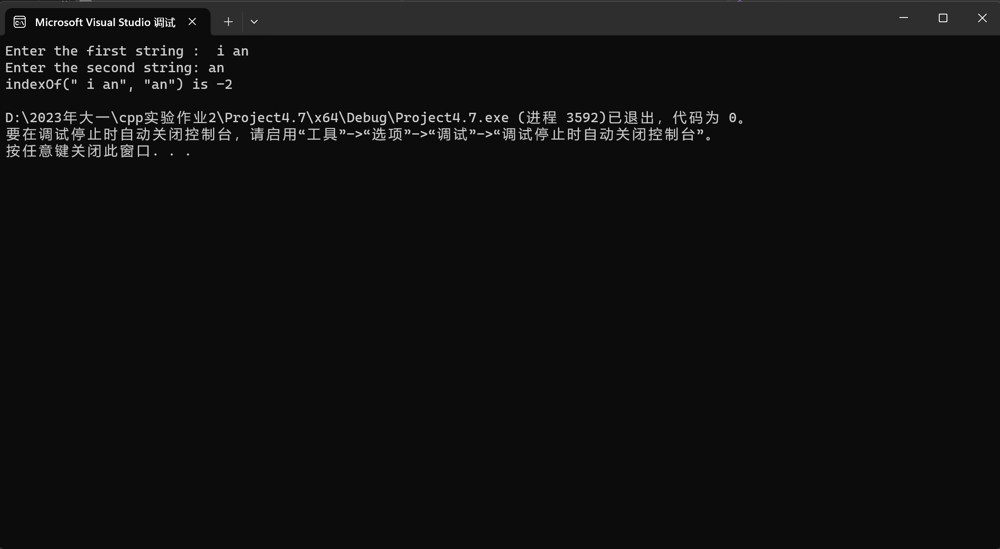 Microsoft Visual Studio 调试
Enter the first string :  i an
Enter the second string: an
indexOf(" i an", "an") is -2
D:\2023年大一\cpp实验作业2\Project4.7\x64\Debug\Project4.7.exe (进程 3592)已退出，代码为 0。
要在调试停止时自动关闭控制台，请启用“工具”->“选项”->“调试”->“调试停止时自动关闭控制台”。
按任意键关闭此窗口. . .